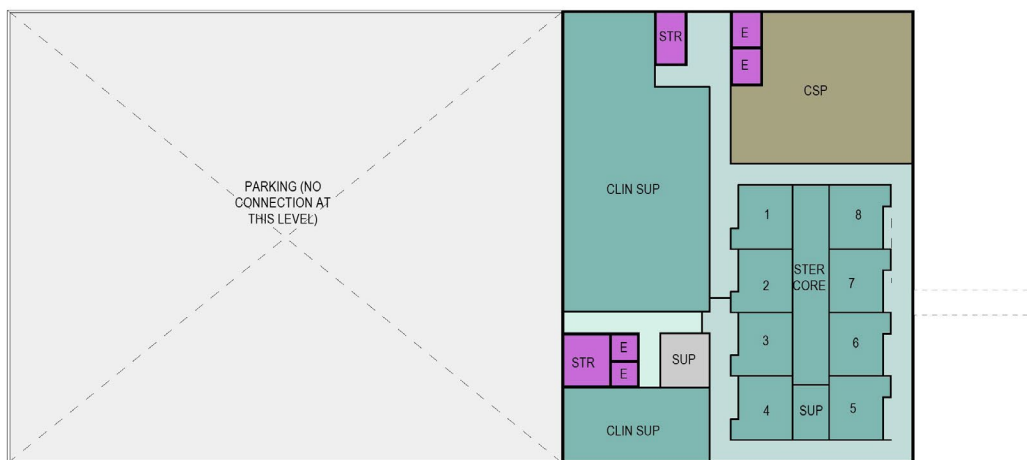 STR
E
E
CSP
PARKING (NO
CONNECTION AT
THIS LEVEL)
CLIN SUP
1
8
STER
CORE
2
7
3
6
STR
E
E
SUP
4
SUP
5
CLIN SUP